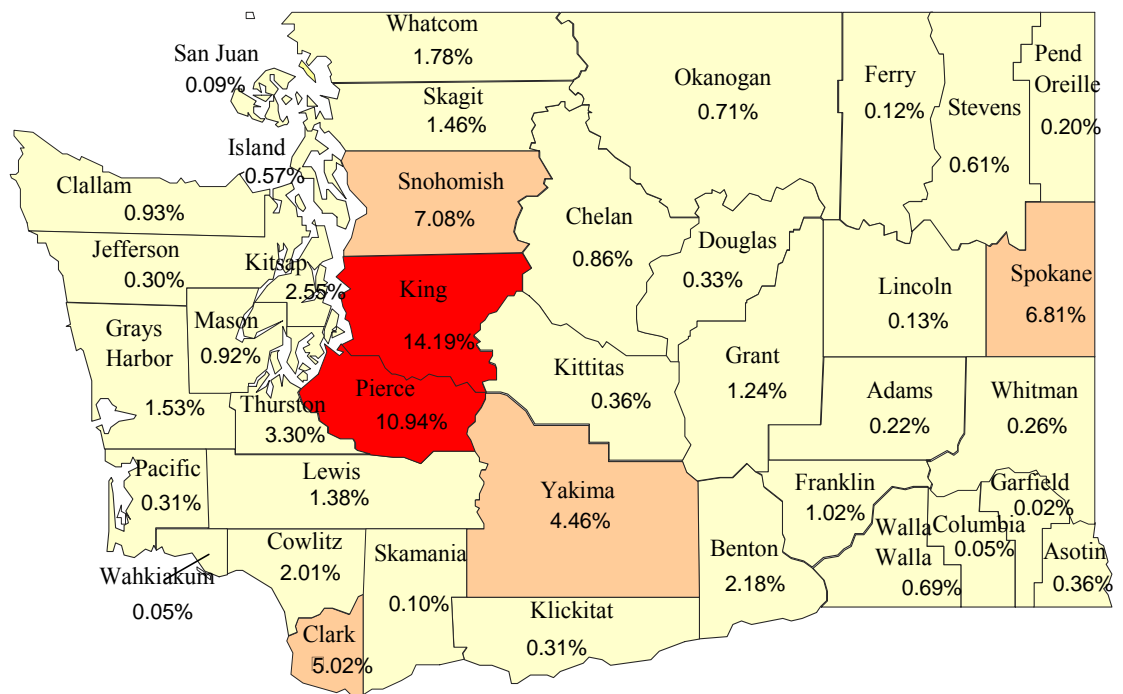 Whatcom
1.78%
San Juan
0.09%
Skagit
1.46%
Okanogan
0.71%
Ferry
0.12%
Stevens
0.61%
Pend
Oreille
0.20%
Island
0.57%
Clallam
0.93%
Snohomish
7.08%
Chelan
0.86%
Douglas
0.33%
Jefferson
0.30%
Kitsap
2.55%
King
14.19%
Lincoln
0.13%
Spokane
6.81%
Grays
Harbor
1.53%
Mason
0.92%
Kittitas
0.36%
Grant
1.24%
Adams
0.22%
Whitman
0.26%
Thurston
3.30%
Pierce
10.94%
Pacific
0.31%
Lewis
1.38%
Yakima
4.46%
Franklin
1.02%
Garfield
0.02%
Walla
Walla
0.69%
Columbia
0.05%
Asotin
0.36%
Benton
2.18%
Wahkiakum
0.05%
Cowlitz
2.01%
Skamania
0.10%
Klickitat
0.31%
Clark
5.02%